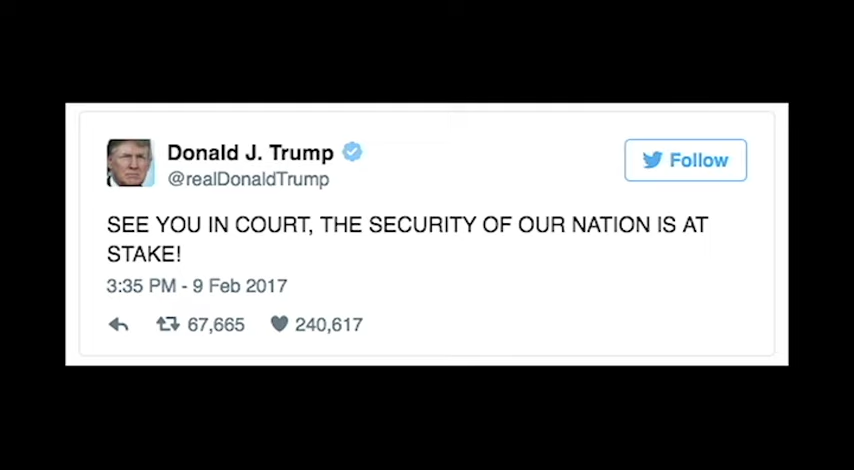 Donald J. Trump
Follow
@realDonaldTrump
SEE YOU IN COURT, THE SECURITY OF OUR NATION IS AT
STAKE!
3:35 PM - 9 Feb 2017
67,665 240,617